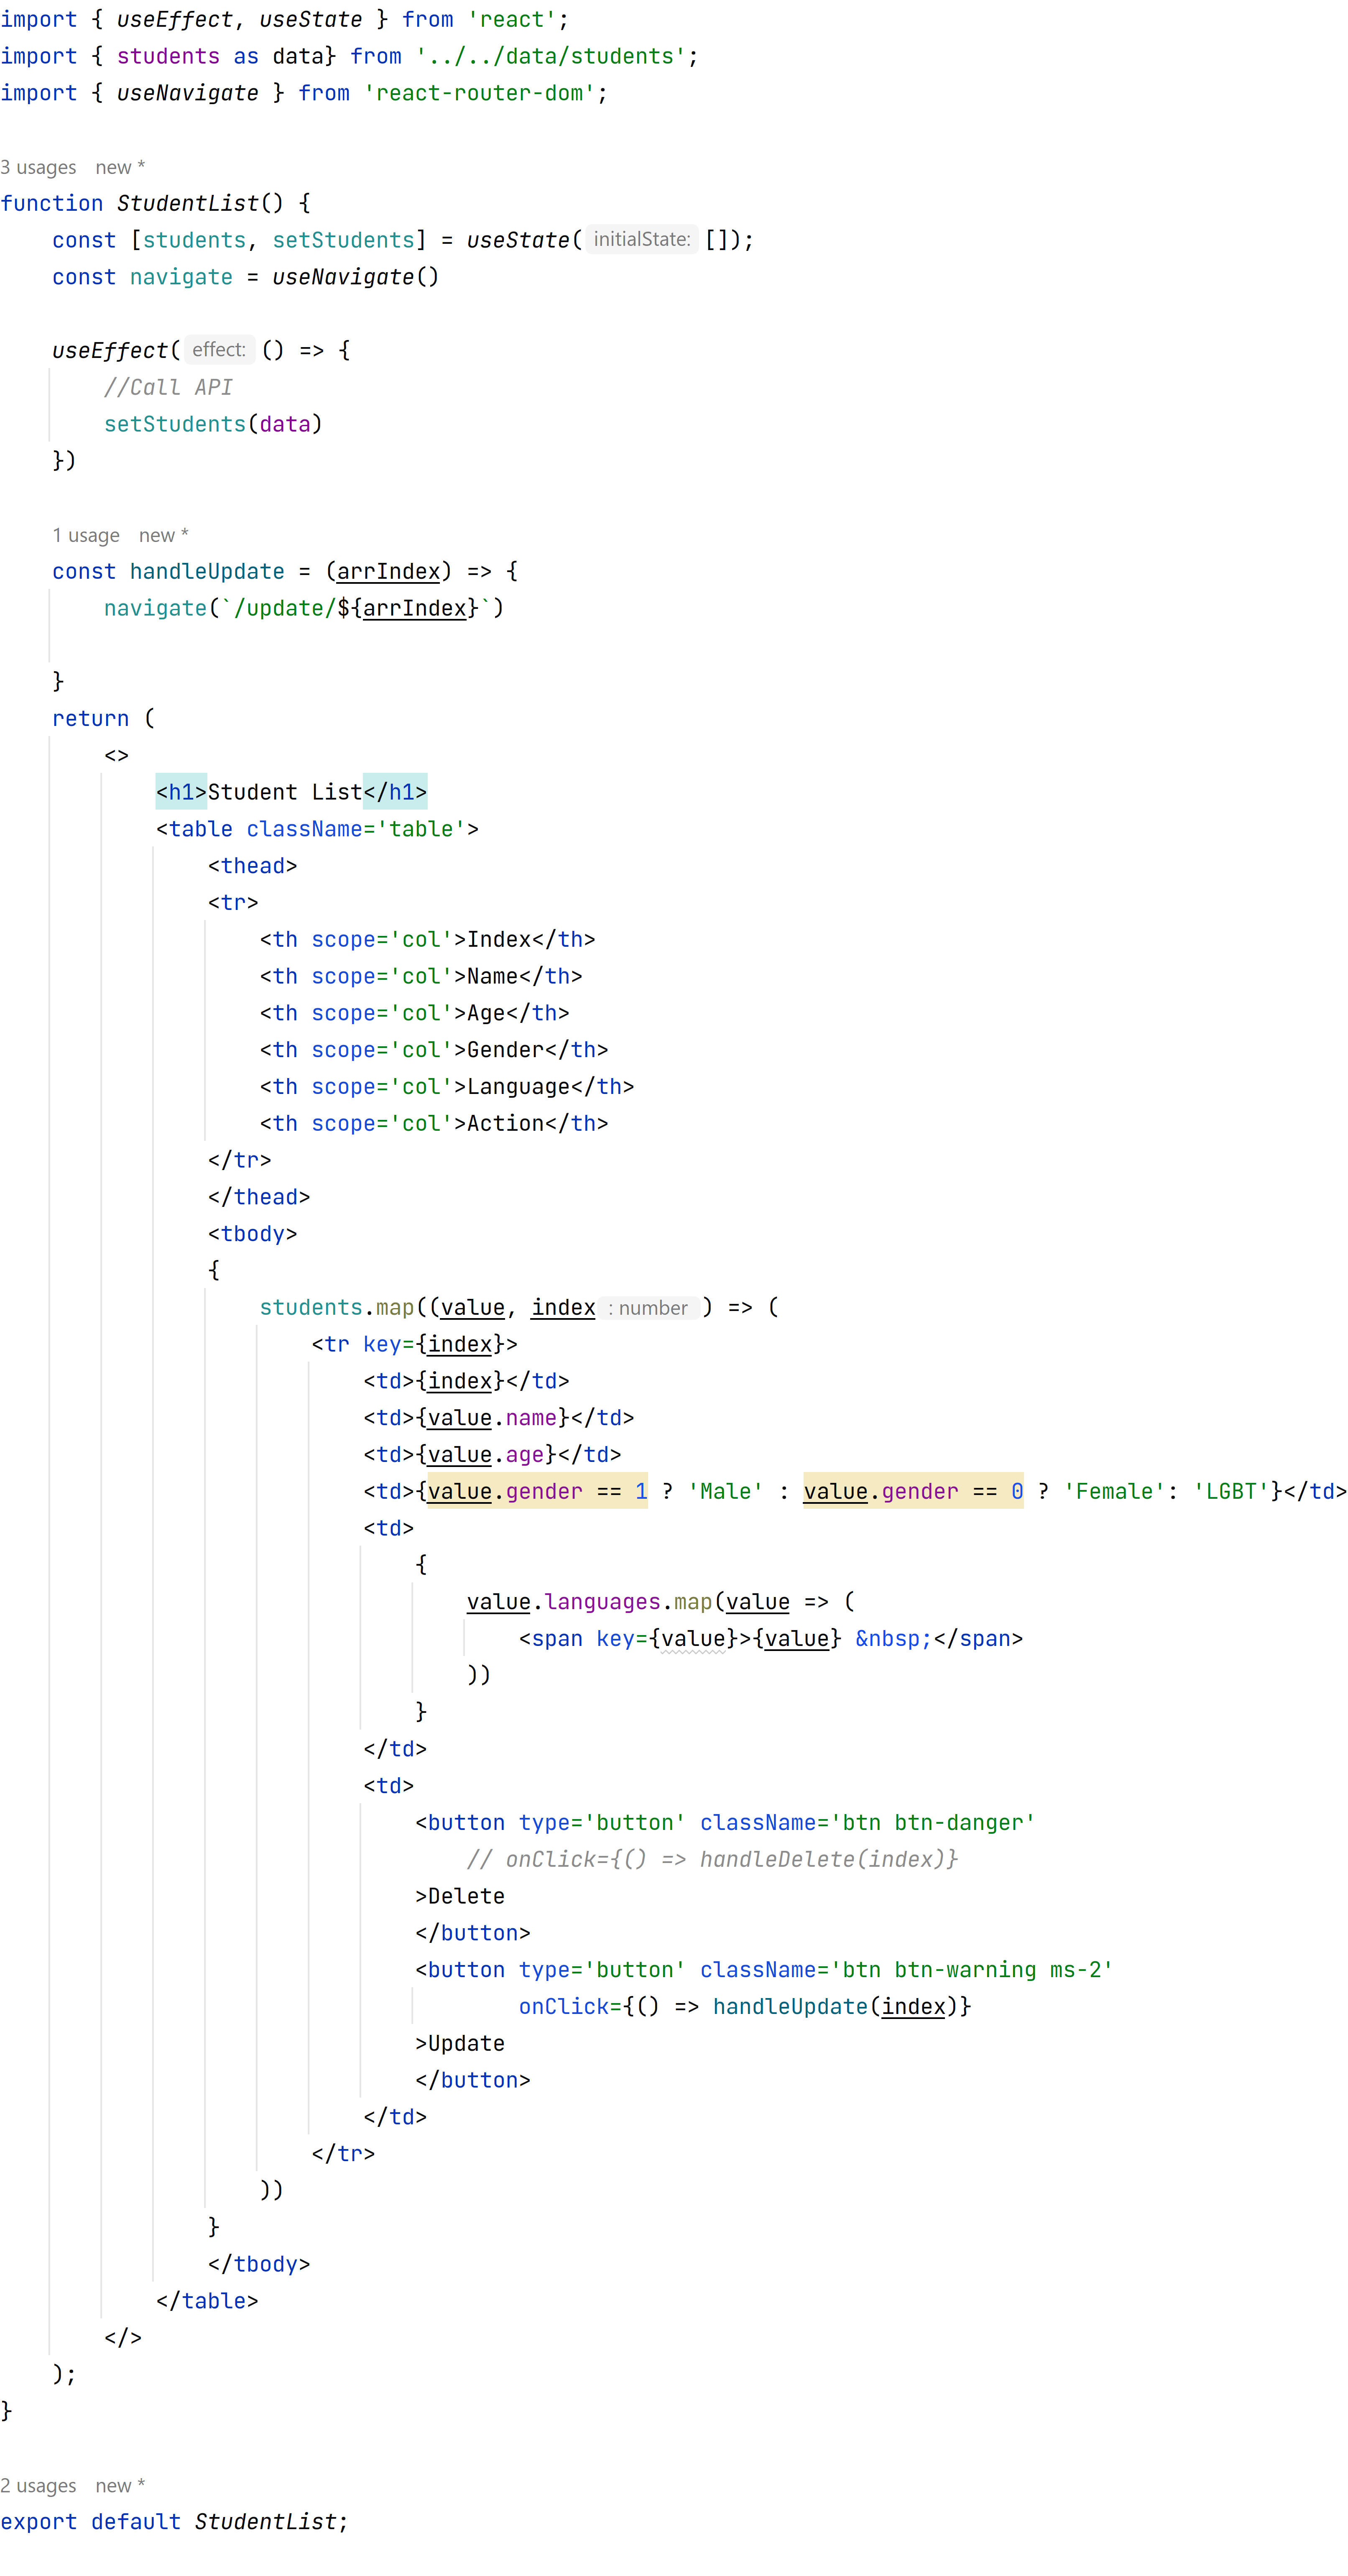 import { useEffect, useState } from 'react';
import { students as data} from '../../data/students';
import { useNavigate } from 'react-router-dom';
3 usages new *
function StudentList() {
    const [students, setStudents] = useState( initialState: []);
    const navigate = useNavigate()
    useEffect( effect: () => {
        //Call API
        setStudents(data)
    })
    1 usage new *
    const handleUpdate = (arrIndex) => {
        navigate(`/update/${arrIndex}`)
    }
    return (
        <>
            <h1>Student List</h1>
            <table className='table'>
                <thead>
                <tr>
                    <th scope='col'>Index</th>
                    <th scope='col'>Name</th>
                    <th scope='col'>Age</th>
                    <th scope='col'>Gender</th>
                    <th scope='col'>Language</th>
                    <th scope='col'>Action</th>
                </tr>
                </thead>
                <tbody>
                {
                    students.map((value, index : number ) => (
                        <tr key={index}>
                            <td>{index}</td>
                            <td>{value.name}</td>
                            <td>{value.age}</td>
                            <td>{value.gender == 1 ? 'Male' : value.gender == 0 ? 'Female': 'LGBT'}</td>
                            <td>
                                {
                                    value.languages.map(value => (
                                        <span key={value}>{value} &nbsp;</span>
                                    ))
                                }
                            </td>
                            <td>
                                <button type='button' className='btn btn-danger'
                                    // onClick={() => handleDelete(index)}
                                >Delete
                                </button>
                                <button type='button' className='btn btn-warning ms-2'
                                        onClick={() => handleUpdate(index)}
                                >Update
                                </button>
                            </td>
                        </tr>
                    ))
                }
                </tbody>
            </table>
        </>
    );
}
2 usages new *
export default StudentList;